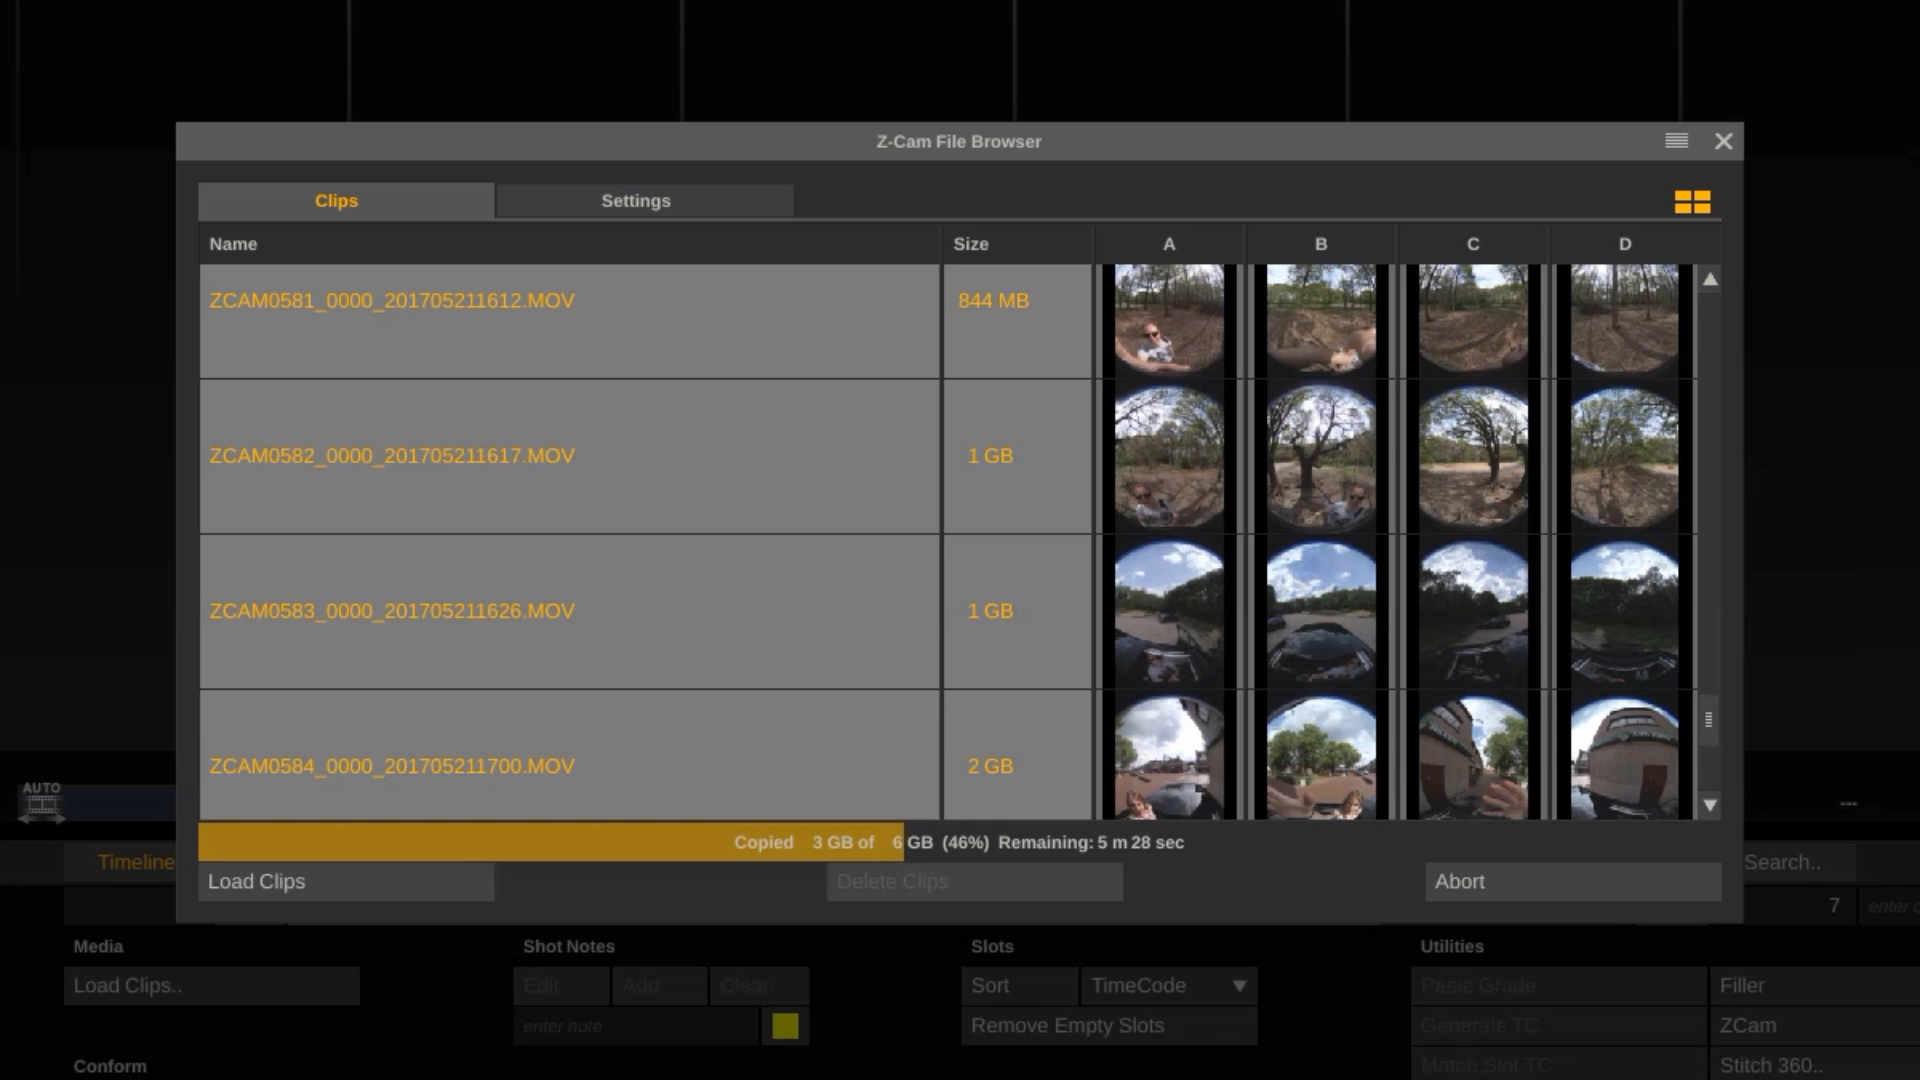 Z-Cam File Browser
Clips Settings
Name Size A B C D
ZCAM0581_0000_201705211612.MOV 844 MB
ZCAM0582_0000_201705211617.MOV 1 GB
ZCAM0583_0000_201705211626.MOV 1 GB
ZCAM0584_0000_201705211700.MOV 2 GB
AUTO
...
Copied 3 GB of 6 GB (46%) Remaining: 5 m 28 sec
Timeline Search..
Load Clips Delete Clips Abort
7 enter
Media Shot Notes Slots Utilities
Load Clips.. Edit Add Clear Sort TimeCode Paste Grade Filler
enter note Remove Empty Slots Generate TC ZCam
Conform Match Slot TC Stitch 360..